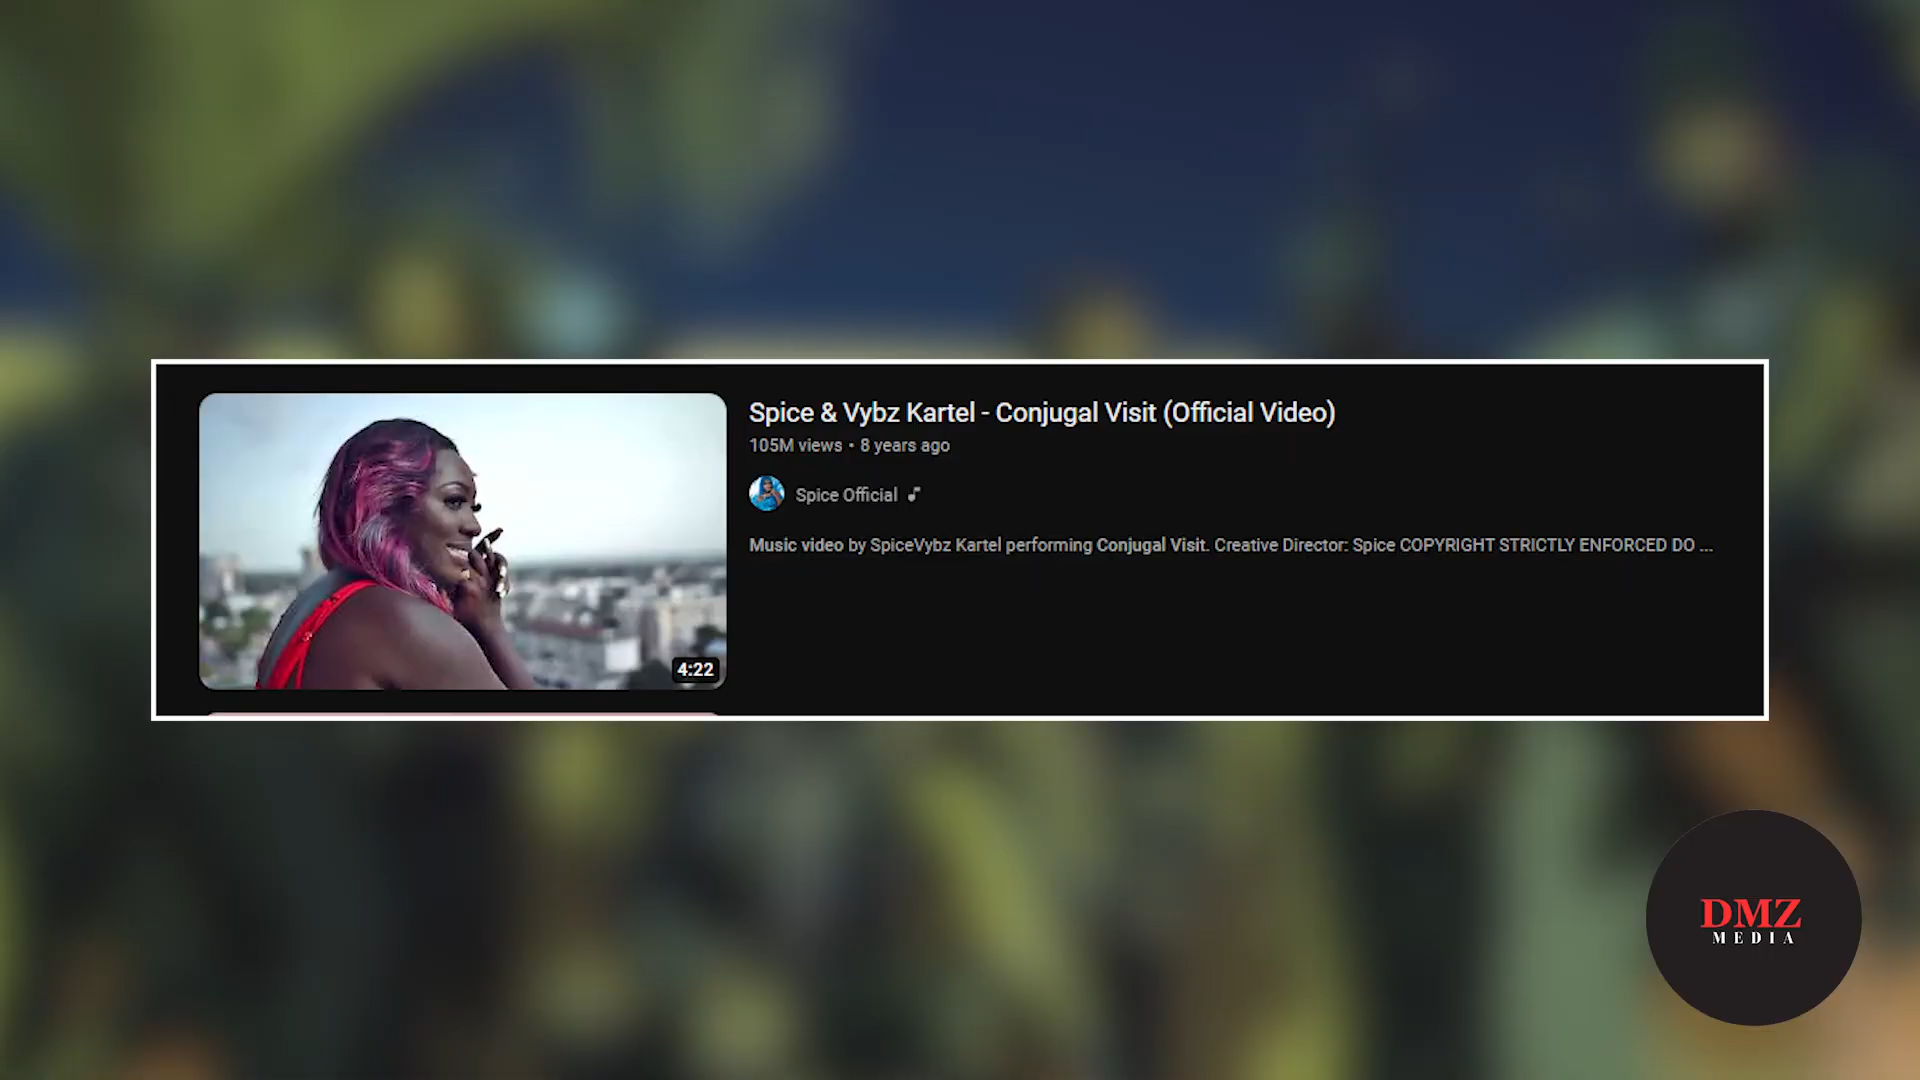 Spice & Vybz Kartel - Conjugal Visit (Official Video)
105M views • 8 years ago
Spice Official
Music video by SpiceVybz Kartel performing Conjugal Visit. Creative Director: Spice COPYRIGHT STRICTLY ENFORCED DO ...
4:22
DMZ
MEDIA